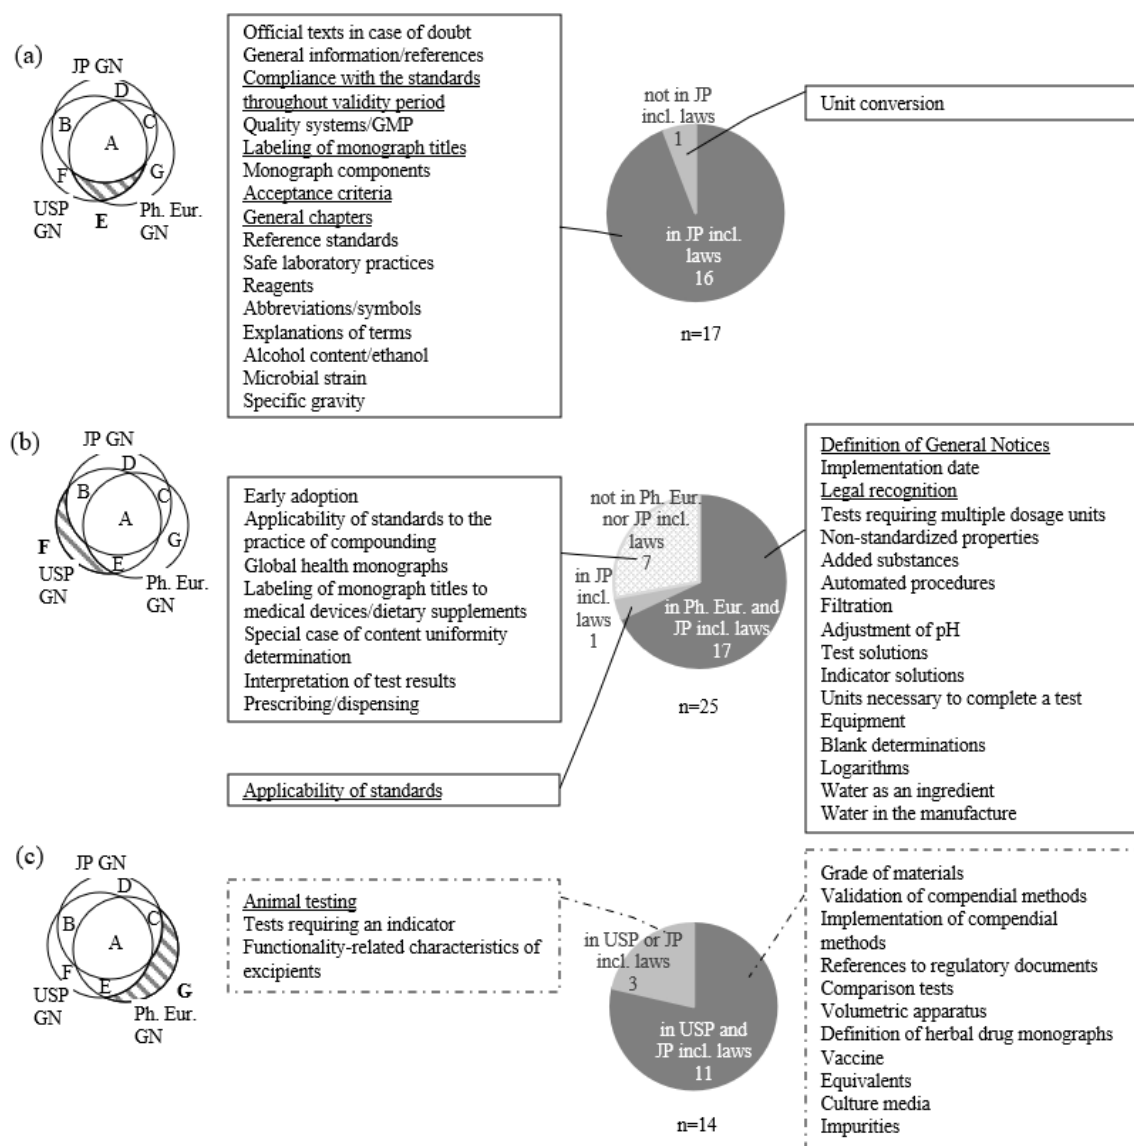 (a)
JP GN
D
B
C
A
F
G
USP
GN
E
Ph. Eur.
GN
Official texts in case of doubt
General information/references
Compliance with the standards
throughout validity period
Quality systems/GMP
Labeling of monograph titles
Monograph components
Acceptance criteria
General chapters
Reference standards
Safe laboratory practices
Reagents
Abbreviations/symbols
Explanations of terms
Alcohol content/ethanol
Microbial strain
Specific gravity
not in JP
incl. laws
1
in JP incl.
laws
16
n=17
Unit conversion
(b)
JP GN
D
B
C
A
F
G
E
USP
GN
Ph. Eur.
GN
Early adoption
Applicability of standards to the
practice of compounding
Global health monographs
Labeling of monograph titles to
medical devices/dietary supplements
Special case of content uniformity
determination
Interpretation of test results
Prescribing/dispensing
Applicability of standards
not in Ph. Eur.
nor JP incl.
laws
7
in JP
incl.
laws
1
in Ph. Eur. and
JP incl. laws
17
n=25
Definition of General Notices
Implementation date
Legal recognition
Tests requiring multiple dosage units
Non-standardized properties
Added substances
Automated procedures
Filtration
Adjustment of pH
Test solutions
Indicator solutions
Units necessary to complete a test
Equipment
Blank determinations
Logarithms
Water as an ingredient
Water in the manufacture
(c)
JP GN
D
B
C
A
F
E
G
USP
GN
Ph. Eur.
GN
Animal testing
Tests requiring an indicator
Functionality-related characteristics of
excipients
in USP or JP
incl. laws
3
in USP and
JP incl. laws
11
n=14
Grade of materials
Validation of compendial methods
Implementation of compendial
methods
References to regulatory documents
Comparison tests
Volumetric apparatus
Definition of herbal drug monographs
Vaccine
Equivalents
Culture media
Impurities